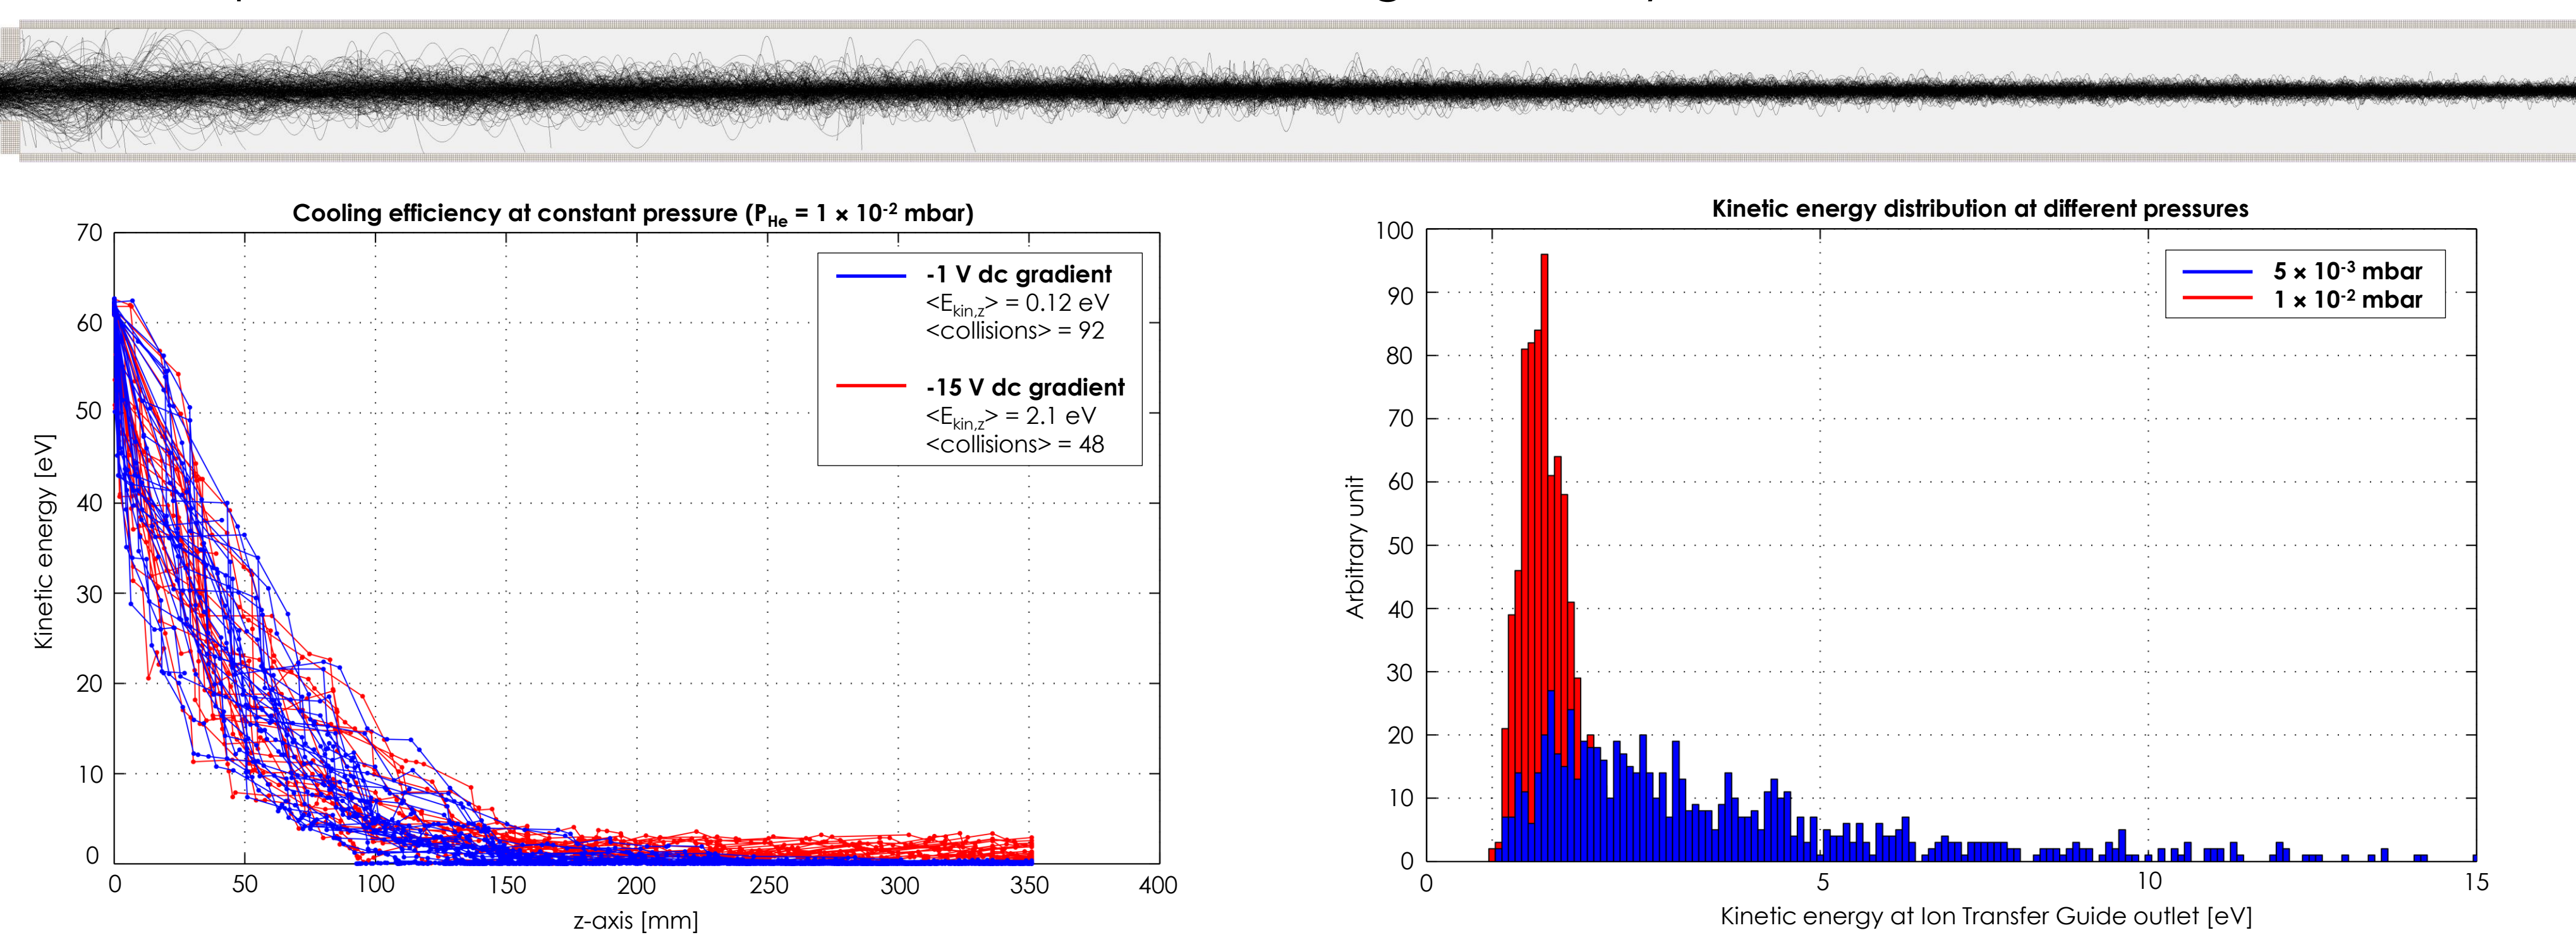 Cooling efficiency at constant pressure (P_He = 1 × 10⁻² mbar)
70
60
50
40
30
20
10
0
Kinetic energy [eV]
-1 V dc gradient
<E_kin,z> = 0.12 eV
<collisions> = 92
-15 V dc gradient
<E_kin,z> = 2.1 eV
<collisions> = 48
0 50 100 150 200 250 300 350 400
z-axis [mm]
Kinetic energy distribution at different pressures
100
90
80
70
60
50
40
30
20
10
0
Arbitrary unit
5 × 10⁻³ mbar
1 × 10⁻² mbar
0 5 10 15
Kinetic energy at Ion Transfer Guide outlet [eV]